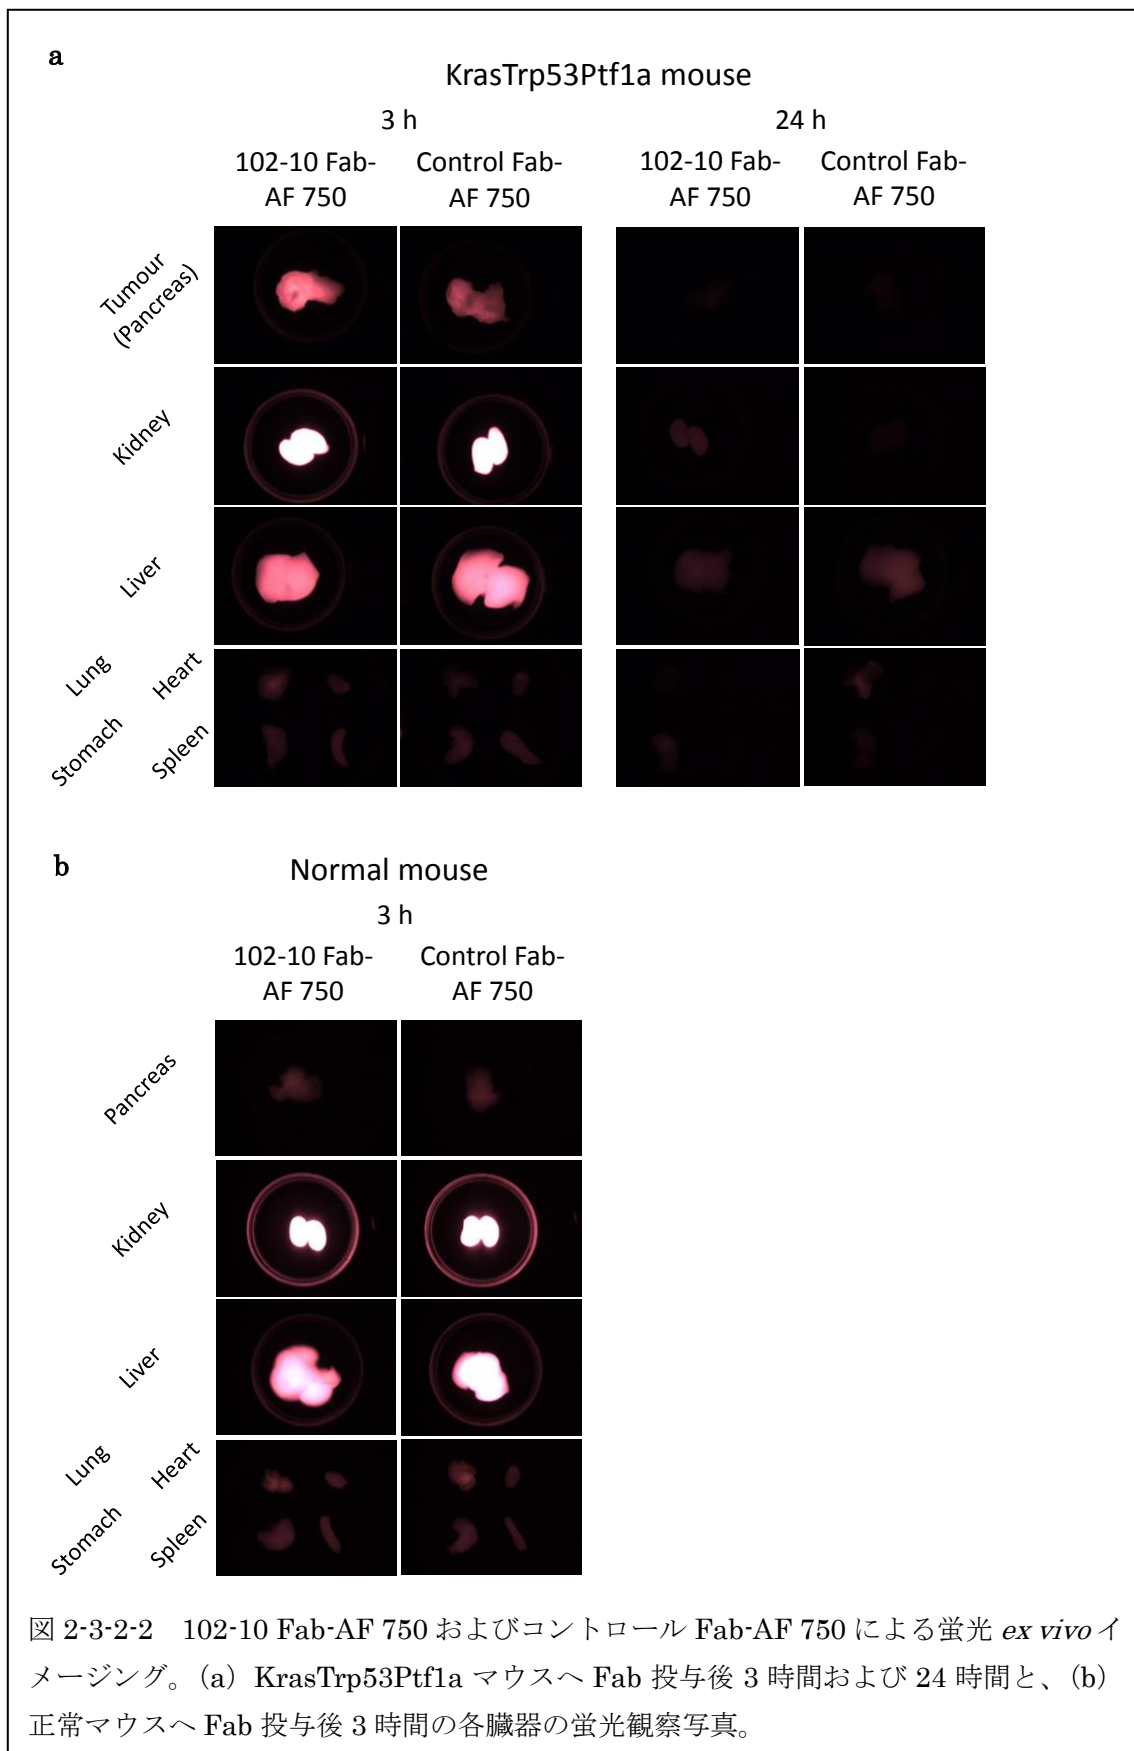 a
KrasTrp53Ptf1a mouse
3 h 24 h
102-10 Fab-AF 750 Control Fab-AF 750 102-10 Fab-AF 750 Control Fab-AF 750
Tumour
(Pancreas)
Kidney
Liver
Lung Heart
Stomach Spleen
b
Normal mouse
3 h
102-10 Fab-AF 750 Control Fab-AF 750
Pancreas
Kidney
Liver
Lung Heart
Stomach Spleen
図 2-3-2-2 102-10 Fab-AF 750 およびコントロール Fab-AF 750 による蛍光 ex vivo イ
メージング。(a) KrasTrp53Ptf1a マウスへ Fab 投与後 3 時間および 24 時間と、(b)
正常マウスへ Fab 投与後 3 時間の各臓器の蛍光観察写真。